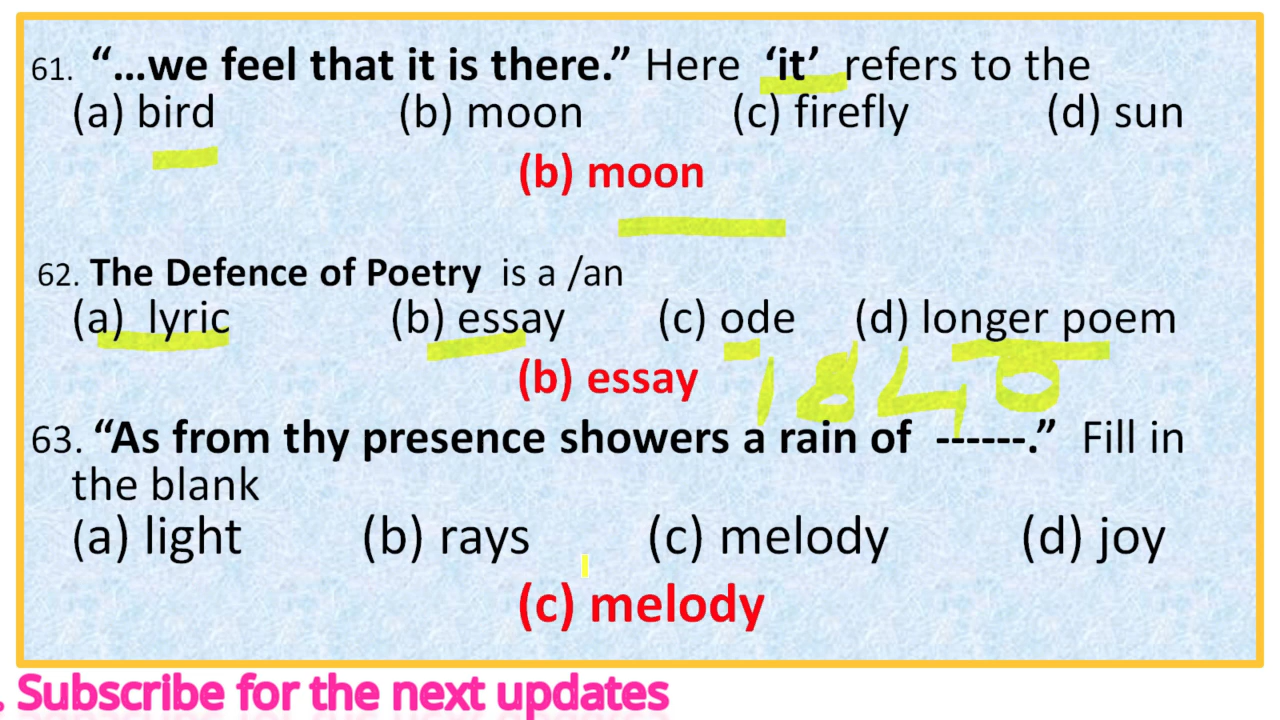 61. “...we feel that it is there.” Here ‘it’ refers to the
(a) bird (b) moon (c) firefly (d) sun
(b) moon
62. The Defence of Poetry is a /an
(a) lyric (b) essay (c) ode (d) longer poem
(b) essay 1840
63. “As from thy presence showers a rain of ------.” Fill in
the blank
(a) light (b) rays (c) melody (d) joy
(c) melody
. Subscribe for the next updates